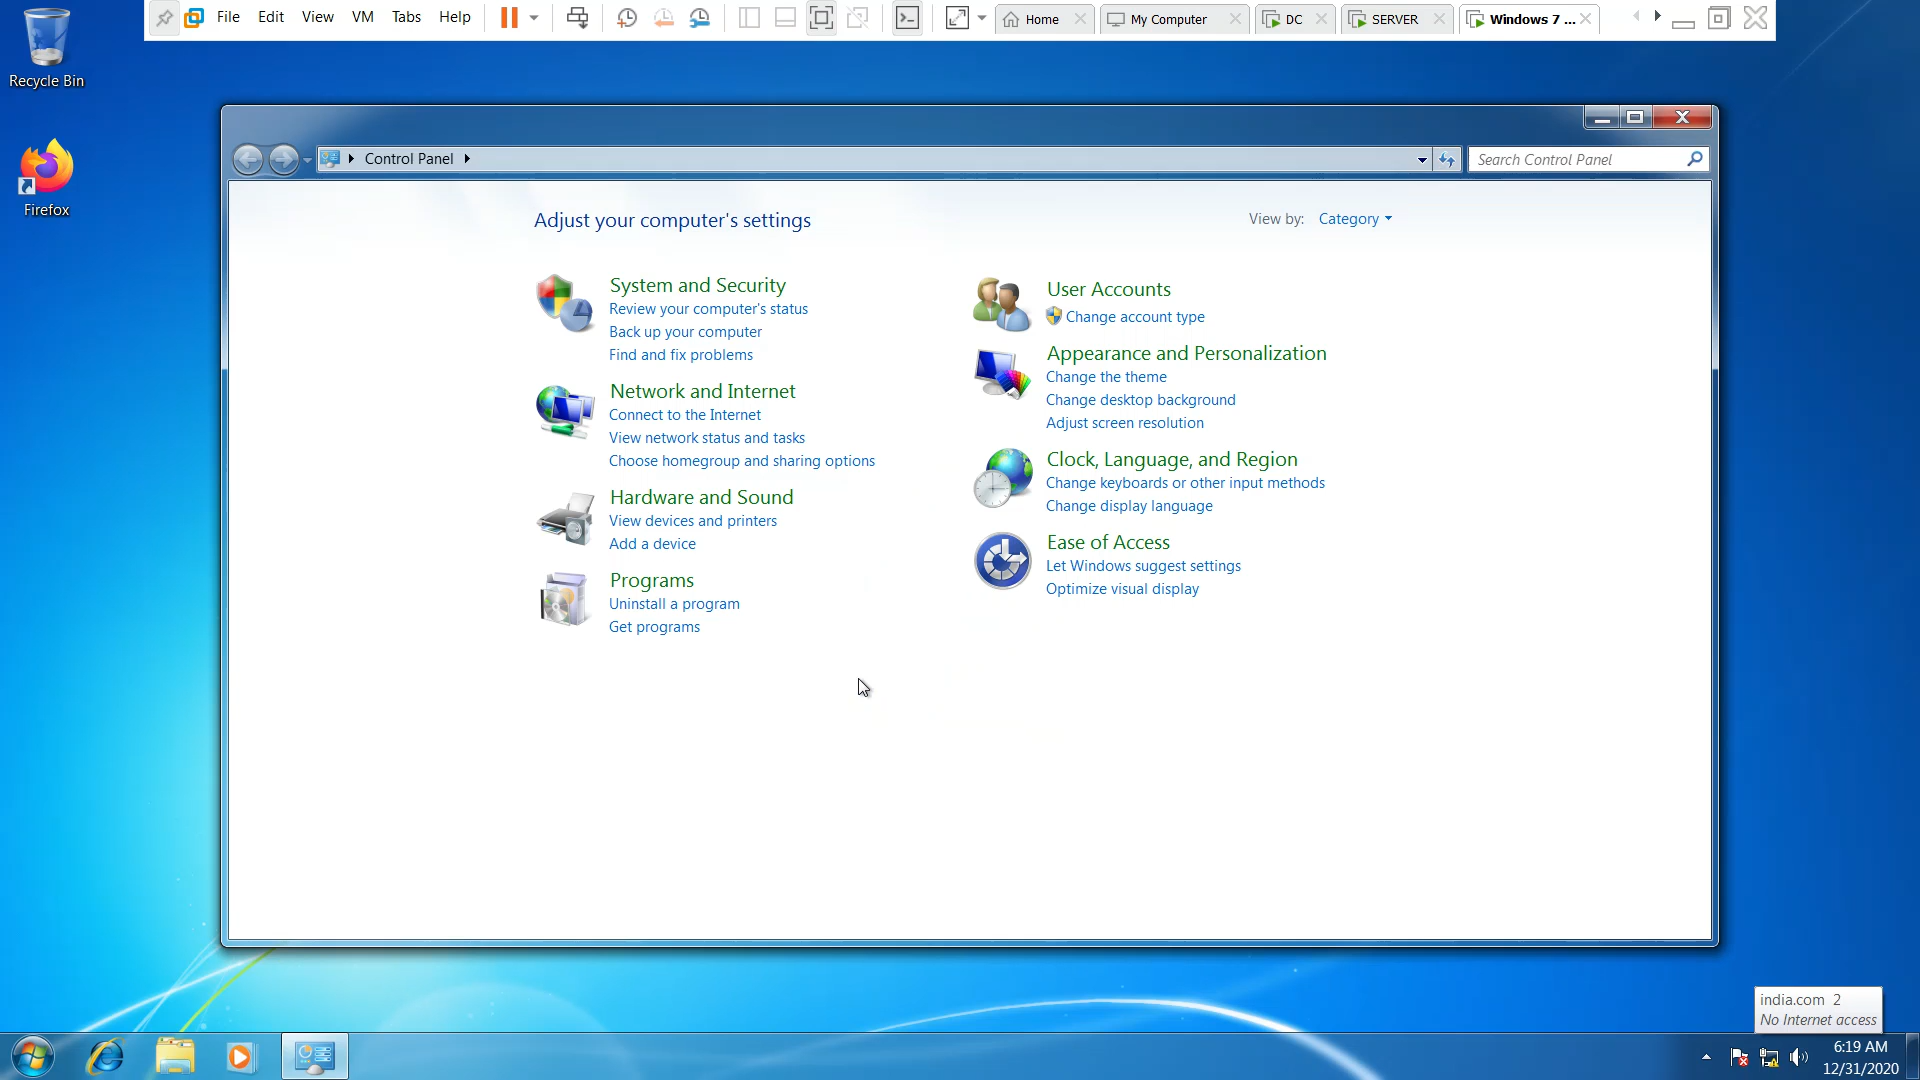 File Edit View VM Tabs Help
Home
My Computer
DC
SERVER
Windows 7 ...
Recycle Bin
Firefox
Control Panel
Search Control Panel
Adjust your computer's settings
View by: Category
System and Security
Review your computer's status
Back up your computer
Find and fix problems
Network and Internet
Connect to the Internet
View network status and tasks
Choose homegroup and sharing options
Hardware and Sound
View devices and printers
Add a device
Programs
Uninstall a program
Get programs
User Accounts
Change account type
Appearance and Personalization
Change the theme
Change desktop background
Adjust screen resolution
Clock, Language, and Region
Change keyboards or other input methods
Change display language
Ease of Access
Let Windows suggest settings
Optimize visual display
india.com 2
No Internet access
6:19 AM
12/31/2020